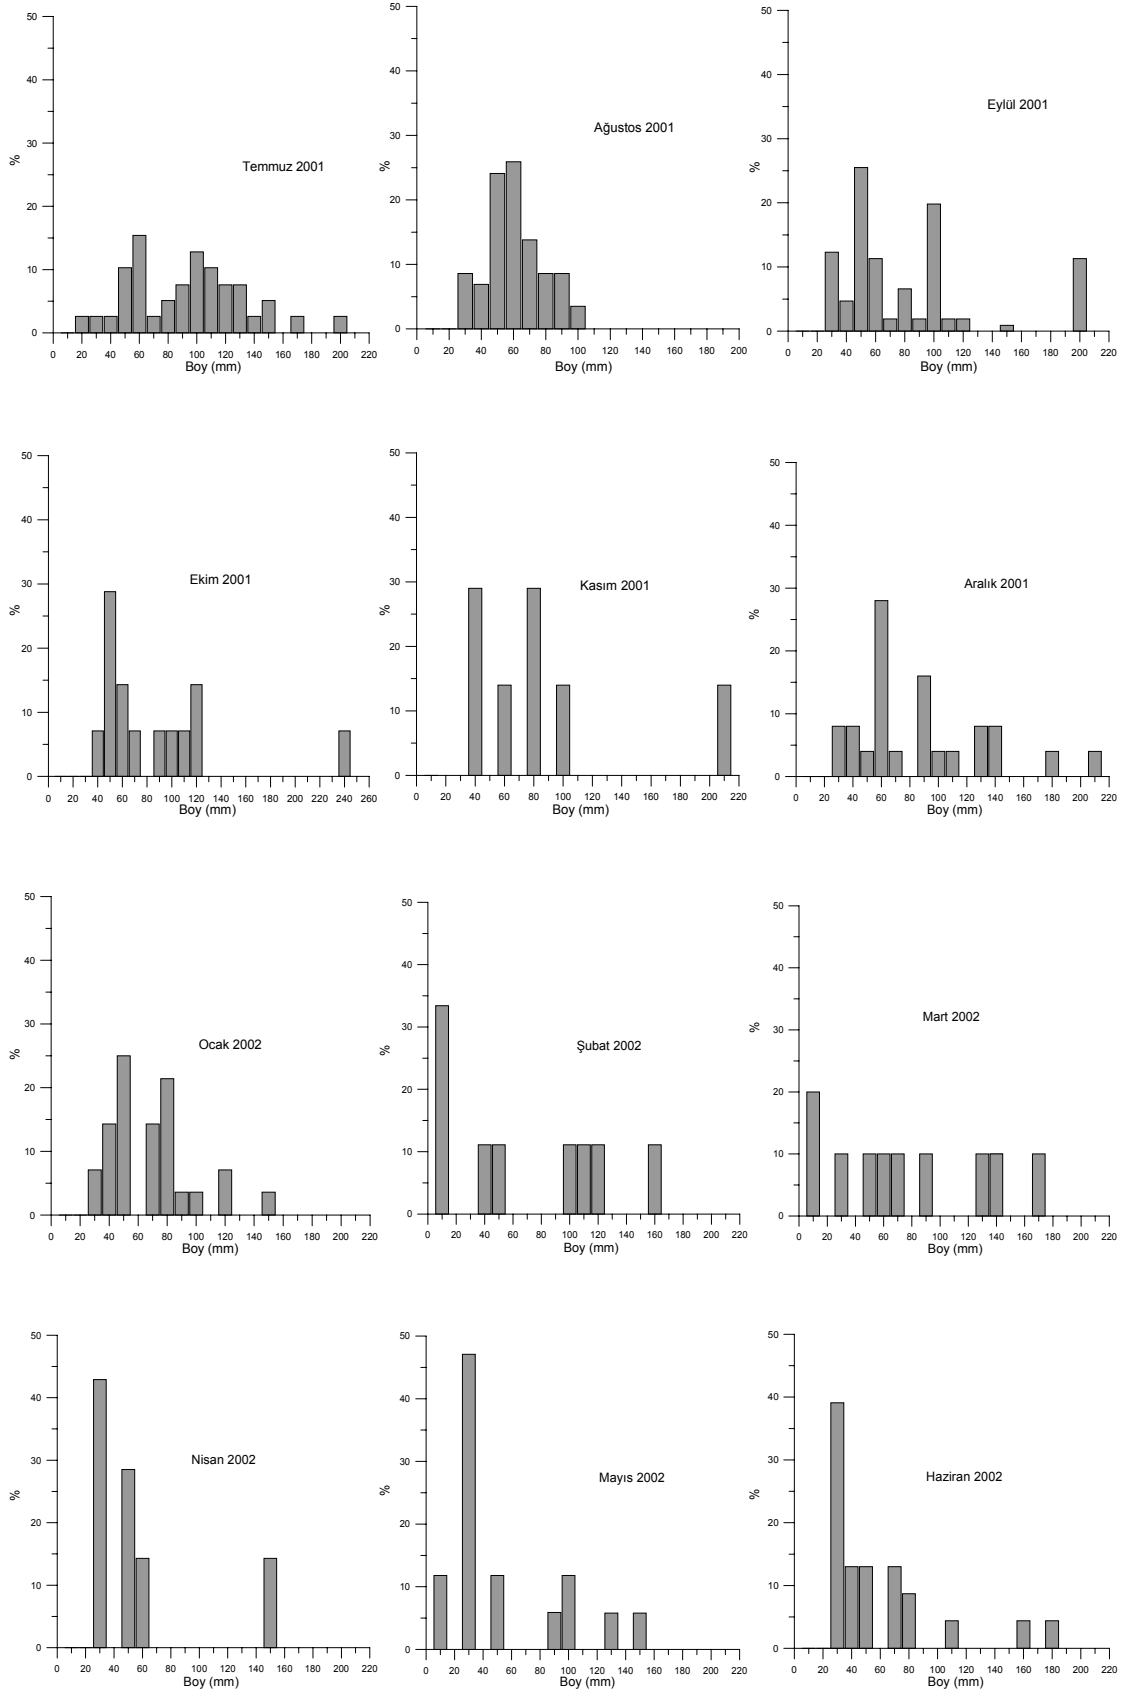 50
40
30
20
10
0
%
Temmuz 2001
0 20 40 60 80 100 120 140 160 180 200 220
Boy (mm)
50
40
30
20
10
0
%
Ağustos 2001
0 20 40 60 80 100 120 140 160 180 200
Boy (mm)
50
40
30
20
10
0
%
Eylül 2001
0 20 40 60 80 100 120 140 160 180 200 220
Boy (mm)
50
40
30
20
10
0
%
Ekim 2001
0 20 40 60 80 100 120 140 160 180 200 220 240 260
Boy (mm)
50
40
30
20
10
0
%
Kasım 2001
0 20 40 60 80 100 120 140 160 180 200 220
Boy (mm)
50
40
30
20
10
0
%
Aralık 2001
0 20 40 60 80 100 120 140 160 180 200 220
Boy (mm)
50
40
30
20
10
0
%
Ocak 2002
0 20 40 60 80 100 120 140 160 180 200 220
Boy (mm)
50
40
30
20
10
0
%
Şubat 2002
0 20 40 60 80 100 120 140 160 180 200 220
Boy (mm)
50
40
30
20
10
0
%
Mart 2002
0 20 40 60 80 100 120 140 160 180 200 220
Boy (mm)
50
40
30
20
10
0
%
Nisan 2002
0 20 40 60 80 100 120 140 160 180 200 220
Boy (mm)
50
40
30
20
10
0
%
Mayıs 2002
0 20 40 60 80 100 120 140 160 180 200 220
Boy (mm)
50
40
30
20
10
0
%
Haziran 2002
0 20 40 60 80 100 120 140 160 180 200 220
Boy (mm)